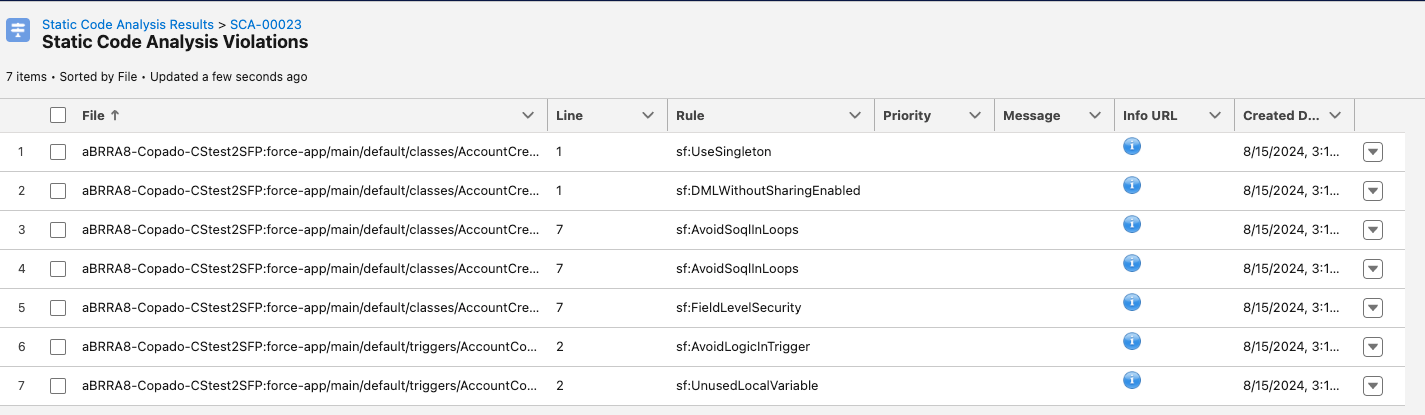 Static Code Analysis Results > SCA-00023
Static Code Analysis Violations
7 items • Sorted by File • Updated a few seconds ago
File ↑ Line Rule Priority Message Info URL Created D...
1 aBRRA8-Copado-CStest2SFP:force-app/main/default/classes/AccountCre... 1 sf:UseSingleton 8/15/2024, 3:1...
2 aBRRA8-Copado-CStest2SFP:force-app/main/default/classes/AccountCre... 1 sf:DMLWithoutSharingEnabled 8/15/2024, 3:1...
3 aBRRA8-Copado-CStest2SFP:force-app/main/default/classes/AccountCre... 7 sf:AvoidSoqlInLoops 8/15/2024, 3:1...
4 aBRRA8-Copado-CStest2SFP:force-app/main/default/classes/AccountCre... 7 sf:AvoidSoqlInLoops 8/15/2024, 3:1...
5 aBRRA8-Copado-CStest2SFP:force-app/main/default/classes/AccountCre... 7 sf:FieldLevelSecurity 8/15/2024, 3:1...
6 aBRRA8-Copado-CStest2SFP:force-app/main/default/triggers/AccountCo... 2 sf:AvoidLogicInTrigger 8/15/2024, 3:1...
7 aBRRA8-Copado-CStest2SFP:force-app/main/default/triggers/AccountCo... 2 sf:UnusedLocalVariable 8/15/2024, 3:1...